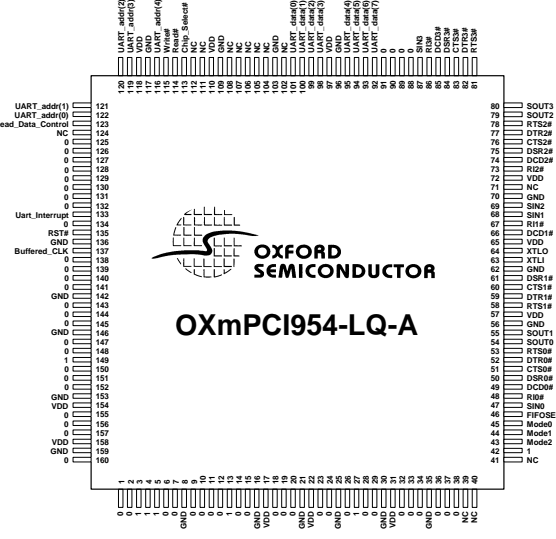 UART_addr(2) 120
UART_addr(3) 119
VDD 118
GND 117
UART_addr(4) 116
Write# 115
Read# 114
Chip_Select# 113
NC 112
NC 111
VDD 110
GND 109
NC 108
NC 107
NC 106
NC 105
NC 104
GND 103
NC 102
UART_data(0) 101
UART_data(1) 100
UART_data(2) 99
UART_data(3) 98
VDD 97
GND 96
UART_data(4) 95
UART_data(5) 94
UART_data(6) 93
UART_data(7) 92
0 91
0 90
0 89
0 88
SIN3 87
RI3# 86
DCD3# 85
DSR3# 84
CTS3# 83
DTR3# 82
RTS3# 81
UART_addr(1) 121
UART_addr(0) 122
ead_Data_Control 123
NC 124
0 125
0 126
0 127
0 128
0 129
0 130
0 131
0 132
Uart_Interrupt 133
0 134
RST# 135
GND 136
Buffered_CLK 137
0 138
0 139
0 140
0 141
GND 142
0 143
0 144
0 145
GND 146
0 147
0 148
1 149
0 150
0 151
0 152
GND 153
VDD 154
0 155
0 156
0 157
VDD 158
GND 159
0 160
OXFORD
SEMICONDUCTOR
OXmPCI954-LQ-A
80 SOUT3
79 SOUT2
78 RTS2#
77 DTR2#
76 CTS2#
75 DSR2#
74 DCD2#
73 RI2#
72 VDD
71 NC
70 GND
69 SIN2
68 SIN1
67 RI1#
66 DCD1#
65 VDD
64 XTLO
63 XTLI
62 GND
61 DSR1#
60 CTS1#
59 DTR1#
58 RTS1#
57 VDD
56 GND
55 SOUT1
54 SOUT0
53 RTS0#
52 DTR0#
51 CTS0#
50 DSR0#
49 DCD0#
48 RI0#
47 SIN0
46 FIFOSE
45 Mode0
44 Mode1
43 Mode2
42 1
41 NC
1 0
2 0
3 1
4 1
5 1
6 0
7 0
8 GND
9 0
10 0
11 0
12 0
13 1
14 0
15 0
16 GND
17 VDD
18 0
19 0
20 0
21 GND
22 VDD
23 0
24 0
25 GND
26 0
27 1
28 0
29 0
30 GND
31 VDD
32 0
33 0
34 0
35 GND
36 0
37 0
38 0
39 NC
40 NC